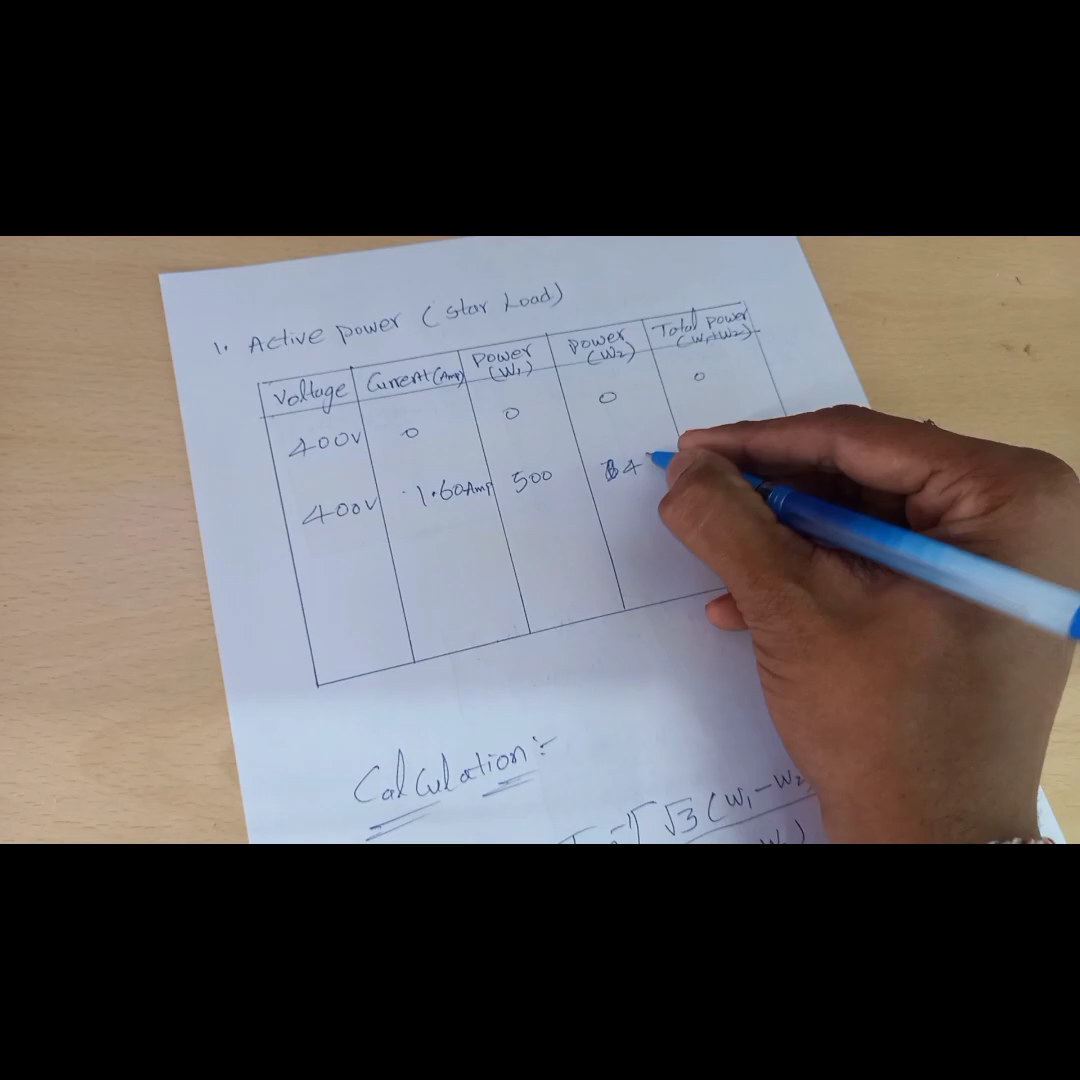 1. Active power (Star Load)
Voltage Current(Amp) Power (W1) Power (W2) Total Power (W1+W2)
400V 0 0 0 0
400V 1.60Amp 500 4
Calculation:-
√3 (W1-W2